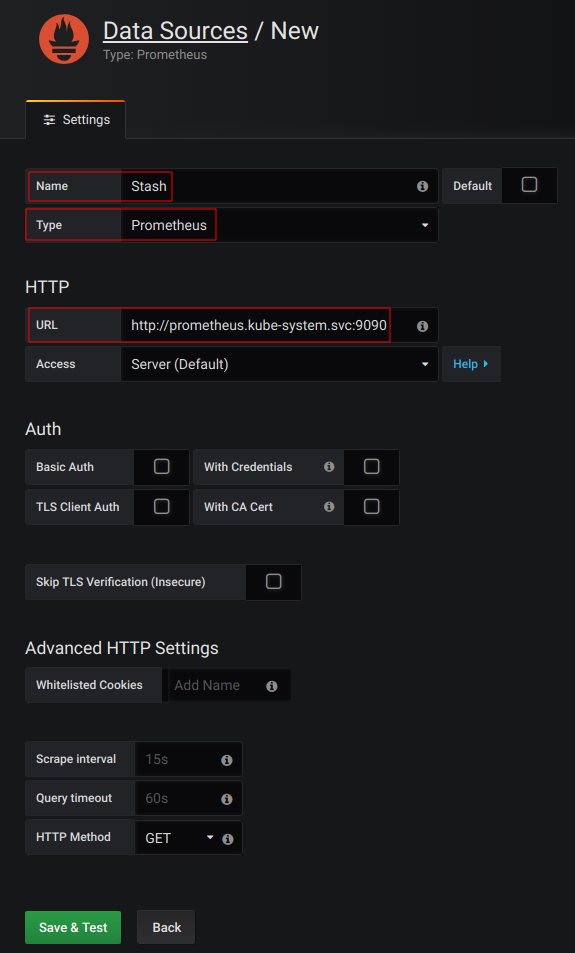 Data Sources / New
Type: Prometheus
Settings
Name Stash Default
Type Prometheus
HTTP
URL http://prometheus.kube-system.svc:9090
Access Server (Default) Help
Auth
Basic Auth With Credentials
TLS Client Auth With CA Cert
Skip TLS Verification (Insecure)
Advanced HTTP Settings
Whitelisted Cookies Add Name
Scrape interval 15s
Query timeout 60s
HTTP Method GET
Save & Test Back